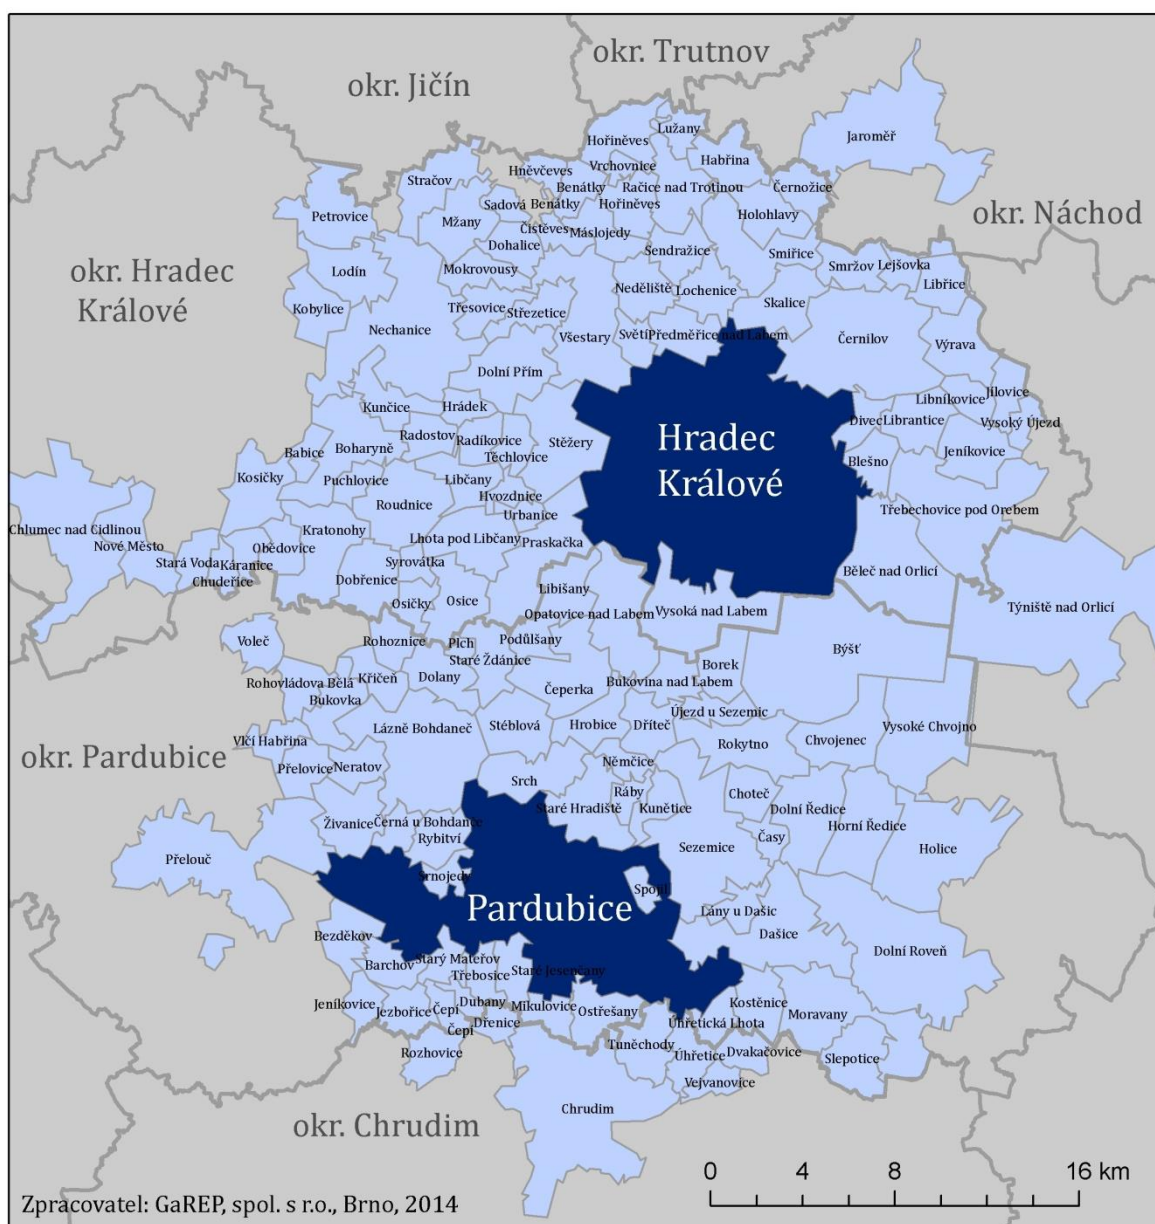 okr. Trutnov
okr. Jičín
Jaroměř
Lužany
Hořiněves
Vrchovnice
Habřina
Hněvčeves
Stračov
Benátky
Račice nad Trotinou
Černožice
Sadová
Benátky
Hořiněves
Petrovice
Mžany
Holohlavy
okr. Náchod
Čístěves
Máslojedy
Dohalice
Sendražice
Smiřice
okr. Hradec
Králové
Lodín
Mokrovousy
Smržov
Lejšovka
Libřice
Neděliště
Lochenice
Kobylice
Třesovice
Střezetice
Skalice
Nechanice
Všestary
Světí
Předměřice nad Labem
Černilov
Výrava
Dolní Přím
Libníkovice
Jílovice
Kunčice
Hrádek
Divec
Librantice
Vysoký Újezd
Hradec
Králové
Radostov
Radíkovice
Stěžery
Babice
Boharyně
Těchlovice
Jeníkovice
Blešno
Kosičky
Puchlovice
Libčany
Hvozdnice
Roudnice
Třebechovice pod Orebem
Urbanice
Chlumec nad Cidlinou
Kratonohy
Nové Město
Obědovice
Lhota pod Libčany
Praskačka
Stará Voda
Káranice
Syrovátka
Chudeřice
Dobřenice
Běleč nad Orlicí
Libišany
Osičky
Osice
Opatovice nad Labem
Vysoká nad Labem
Týniště nad Orlicí
Voleč
Rohoznice
Plch
Podůlšany
Býšť
Staré Ždánice
Borek
Rohovládova Bělá
Křičeň
Dolany
Bukovina nad Labem
Bukovka
Čeperka
Újezd u Sezemic
Lázně Bohdaneč
Stéblová
Hrobice
Dříteč
Vysoké Chvojno
Vlčí Habřina
Rokytno
Chvojenec
okr. Pardubice
Přelovice
Neratov
Němčice
Srch
Ráby
Choteč
Staré Hradiště
Kunětice
Dolní Ředice
Živanice
Černá u Bohdanče
Horní Ředice
Rybitví
Časy
Sezemice
Holice
Přelouč
Srnojedy
Spojil
Pardubice
Lány u Dašic
Bezděkov
Dašice
Dolní Roveň
Starý Mateřov
Barchov
Třebosice
Staré Jesenčany
Jeníkovice
Jezbořice
Čepí
Dubany
Mikulovice
Ostřešany
Kostěnice
Moravany
Čepí
Dřenice
Úhřetická Lhota
Rozhovice
Tuněchody
Úhřetice
Dvakačovice
Slepotice
Vejvanovice
Chrudim
okr. Chrudim
0 4 8 16 km
Zpracovatel: GaREP, spol. s r.o., Brno, 2014